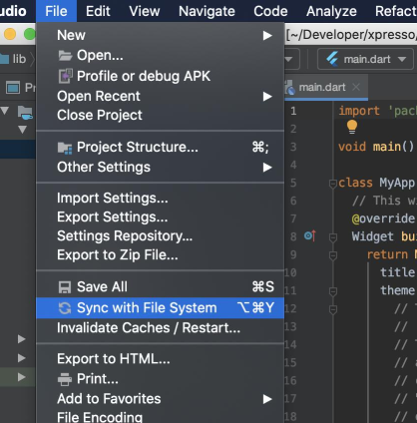 udio File Edit View Navigate Code Analyze Refact
[~/Developer/xpresso/
lib
main.dart
Pr
main.dart
New
Open...
Profile or debug APK
Open Recent
Close Project
Project Structure... ⌘;
Other Settings
Import Settings...
Export Settings...
Settings Repository...
Export to Zip File...
Save All ⌘S
Sync with File System ⌥⌘Y
Invalidate Caches / Restart...
Export to HTML...
Print...
Add to Favorites
File Encoding
1 import 'pac
2
3 void main()
4
5 class MyApp
6 // This w
7 @override
8 Widget bu
9 return M
10 title
11 theme
12 // T
13 //
14 // T
15 // a
16 // "
17 // "
18 // c